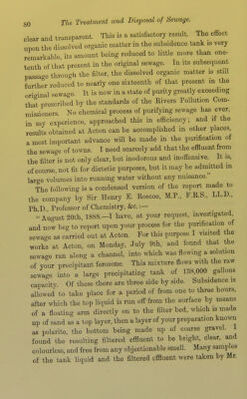 80 The Treatment and Disposal of Sewage.
clear and transparent. This is a satisfactory result. The effect
upon the dissolved organic matter in the subsidence tank is very
remarkable, its amount being reduced to little more than one-
tenth of that present in the original sewage. In its subsequent
passage through the filter, the dissolved organic matter is still
further reduced to nearly one sixteenth of that present in the
original sewage. It is now in a state of purity greatly exceeding
that prescribed by the standards of the Rivers Pollution Com-
missioners. No chemical process of purifying sewage has ever,
in my experience, approached this in efficiency; and if the
results obtained at Acton can be accomplished in other places,
a most important advance will be made in the purification of
the sewage of towns. I need scarcely add that the effluent from
the filter is not only clear, but inodorous and inoffensive. It is,
of course, not fit for dietetic purposes, but it may be admitted in
large volumes into running water without any nuisance."
The following is a condensed version of the report made to
the company by Sir Henry E. Roscoe, M.P., F.R.S., LL.D.,
Ph.D., Professor of Chemistry, &c.:—
"August 20th, 1888.—I have, at your request, investigated,
and now beg to report upon your process for the purification of
sewage as carried out at Acton. For this purpose I visited the
works at Acton, on Monday, July 9th, and found that the
sewage ran along a channel, into which was flowing a solution
of your precipitant ferozone. This mixture flows with the raw
sewage into a large precipitating tank of 138,000 gallons
capacity. Of these there are three side by side. Subsidence is
allowed to take place for a period of from one to three hours,
after which the top liquid is run off from the surface by means
of a floating arm directly on to the filter bed, which is made
up of sand as a top layer, then a layer of your preparation known
as polarite, the bottom being made up of coarse gravel. I
found the resulting filtered effluent to be bright, clear, and
colourless, and free from any objectionable smell. Many samples
of the tank liquid and the filtered effluent were taken by Mr.